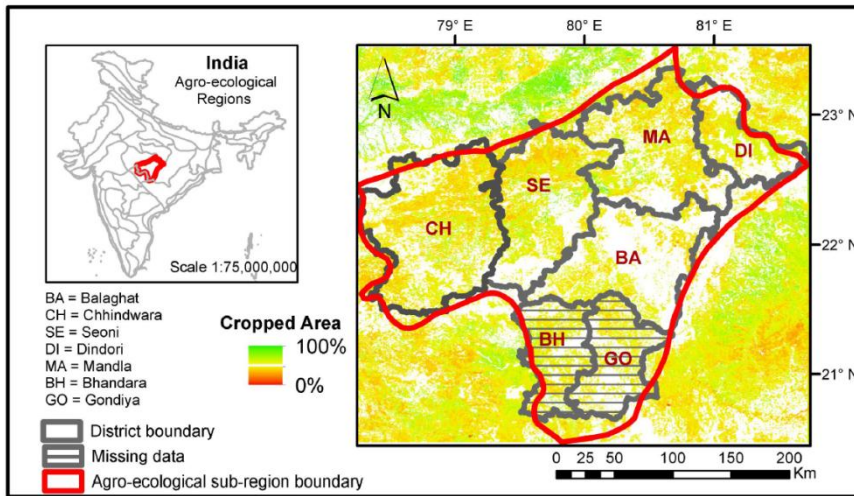 79° E 80° E 81° E
India
Agro-ecological
Regions
Scale 1:75,000,000
BA = Balaghat
CH = Chhindwara
SE = Seoni
DI = Dindori
MA = Mandla
BH = Bhandara
GO = Gondiya
Cropped Area
100%
0%
District boundary
Missing data
Agro-ecological sub-region boundary
N
MA
DI
SE
CH
BA
BH
GO
23° N
22° N
21° N
0 25 50 100 150 200
Km